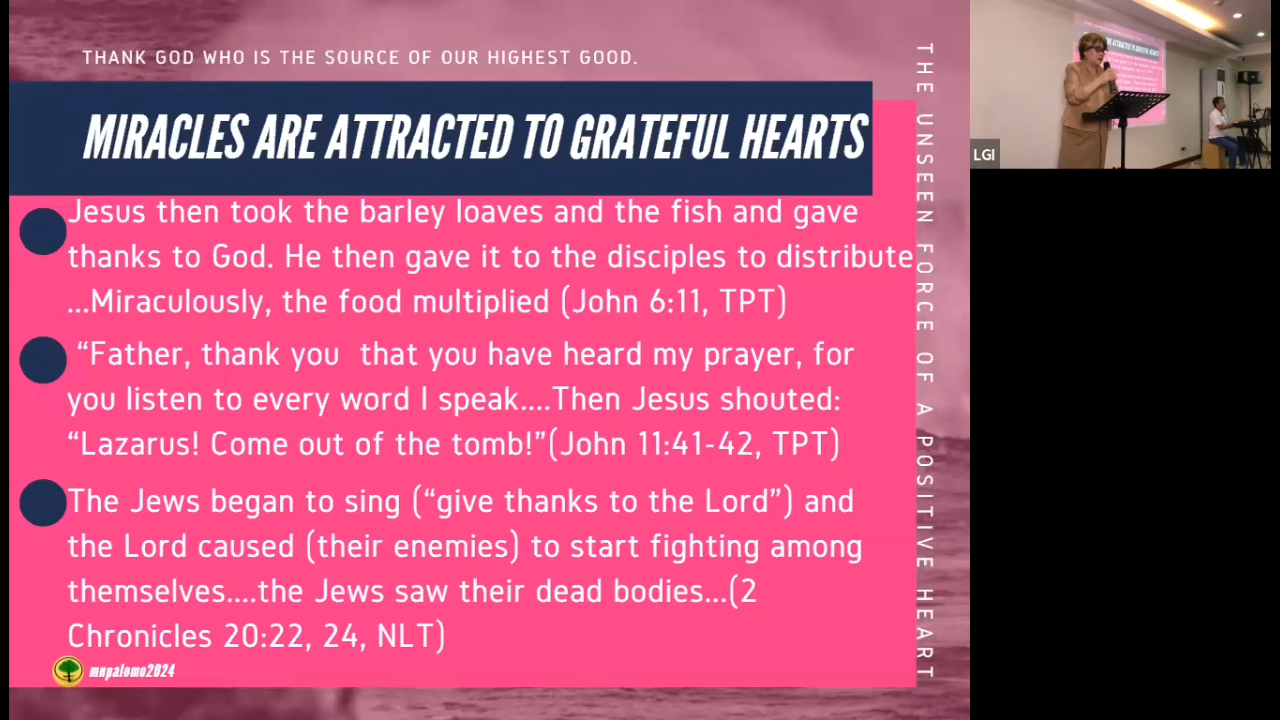 THANK GOD WHO IS THE SOURCE OF OUR HIGHEST GOOD.
MIRACLES ARE ATTRACTED TO GRATEFUL HEARTS
Jesus then took the barley loaves and the fish and gave
thanks to God. He then gave it to the disciples to distribute
...Miraculously, the food multiplied (John 6:11, TPT)
“Father, thank you that you have heard my prayer, for
you listen to every word I speak....Then Jesus shouted:
“Lazarus! Come out of the tomb!”(John 11:41-42, TPT)
The Jews began to sing (“give thanks to the Lord”) and
the Lord caused (their enemies) to start fighting among
themselves....the Jews saw their dead bodies...(2
Chronicles 20:22, 24, NLT)
mnpalomo2024
THE UNSEEN FORCE OF A POSITIVE HEART
LGI